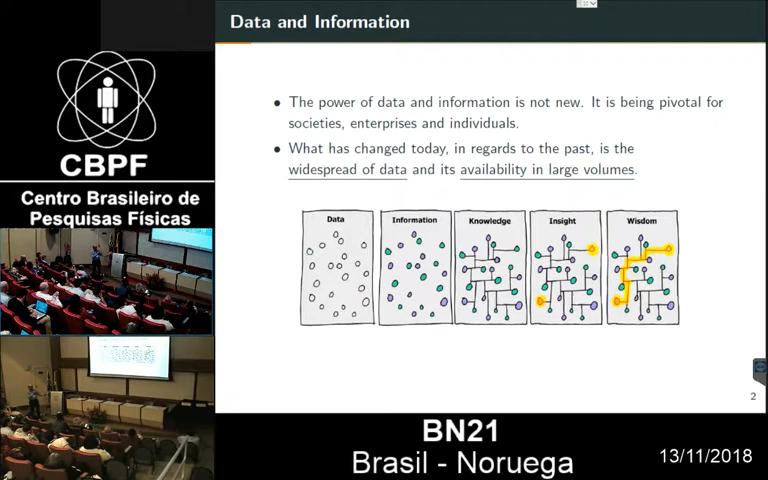 Data and Information
• The power of data and information is not new. It is being pivotal for
societies, enterprises and individuals.
• What has changed today, in regards to the past, is the
widespread of data and its availability in large volumes.
Data
Information
Knowledge
Insight
Wisdom
2
CBPF
Centro Brasileiro de
Pesquisas Físicas
BN21
Brasil - Noruega
13/11/2018